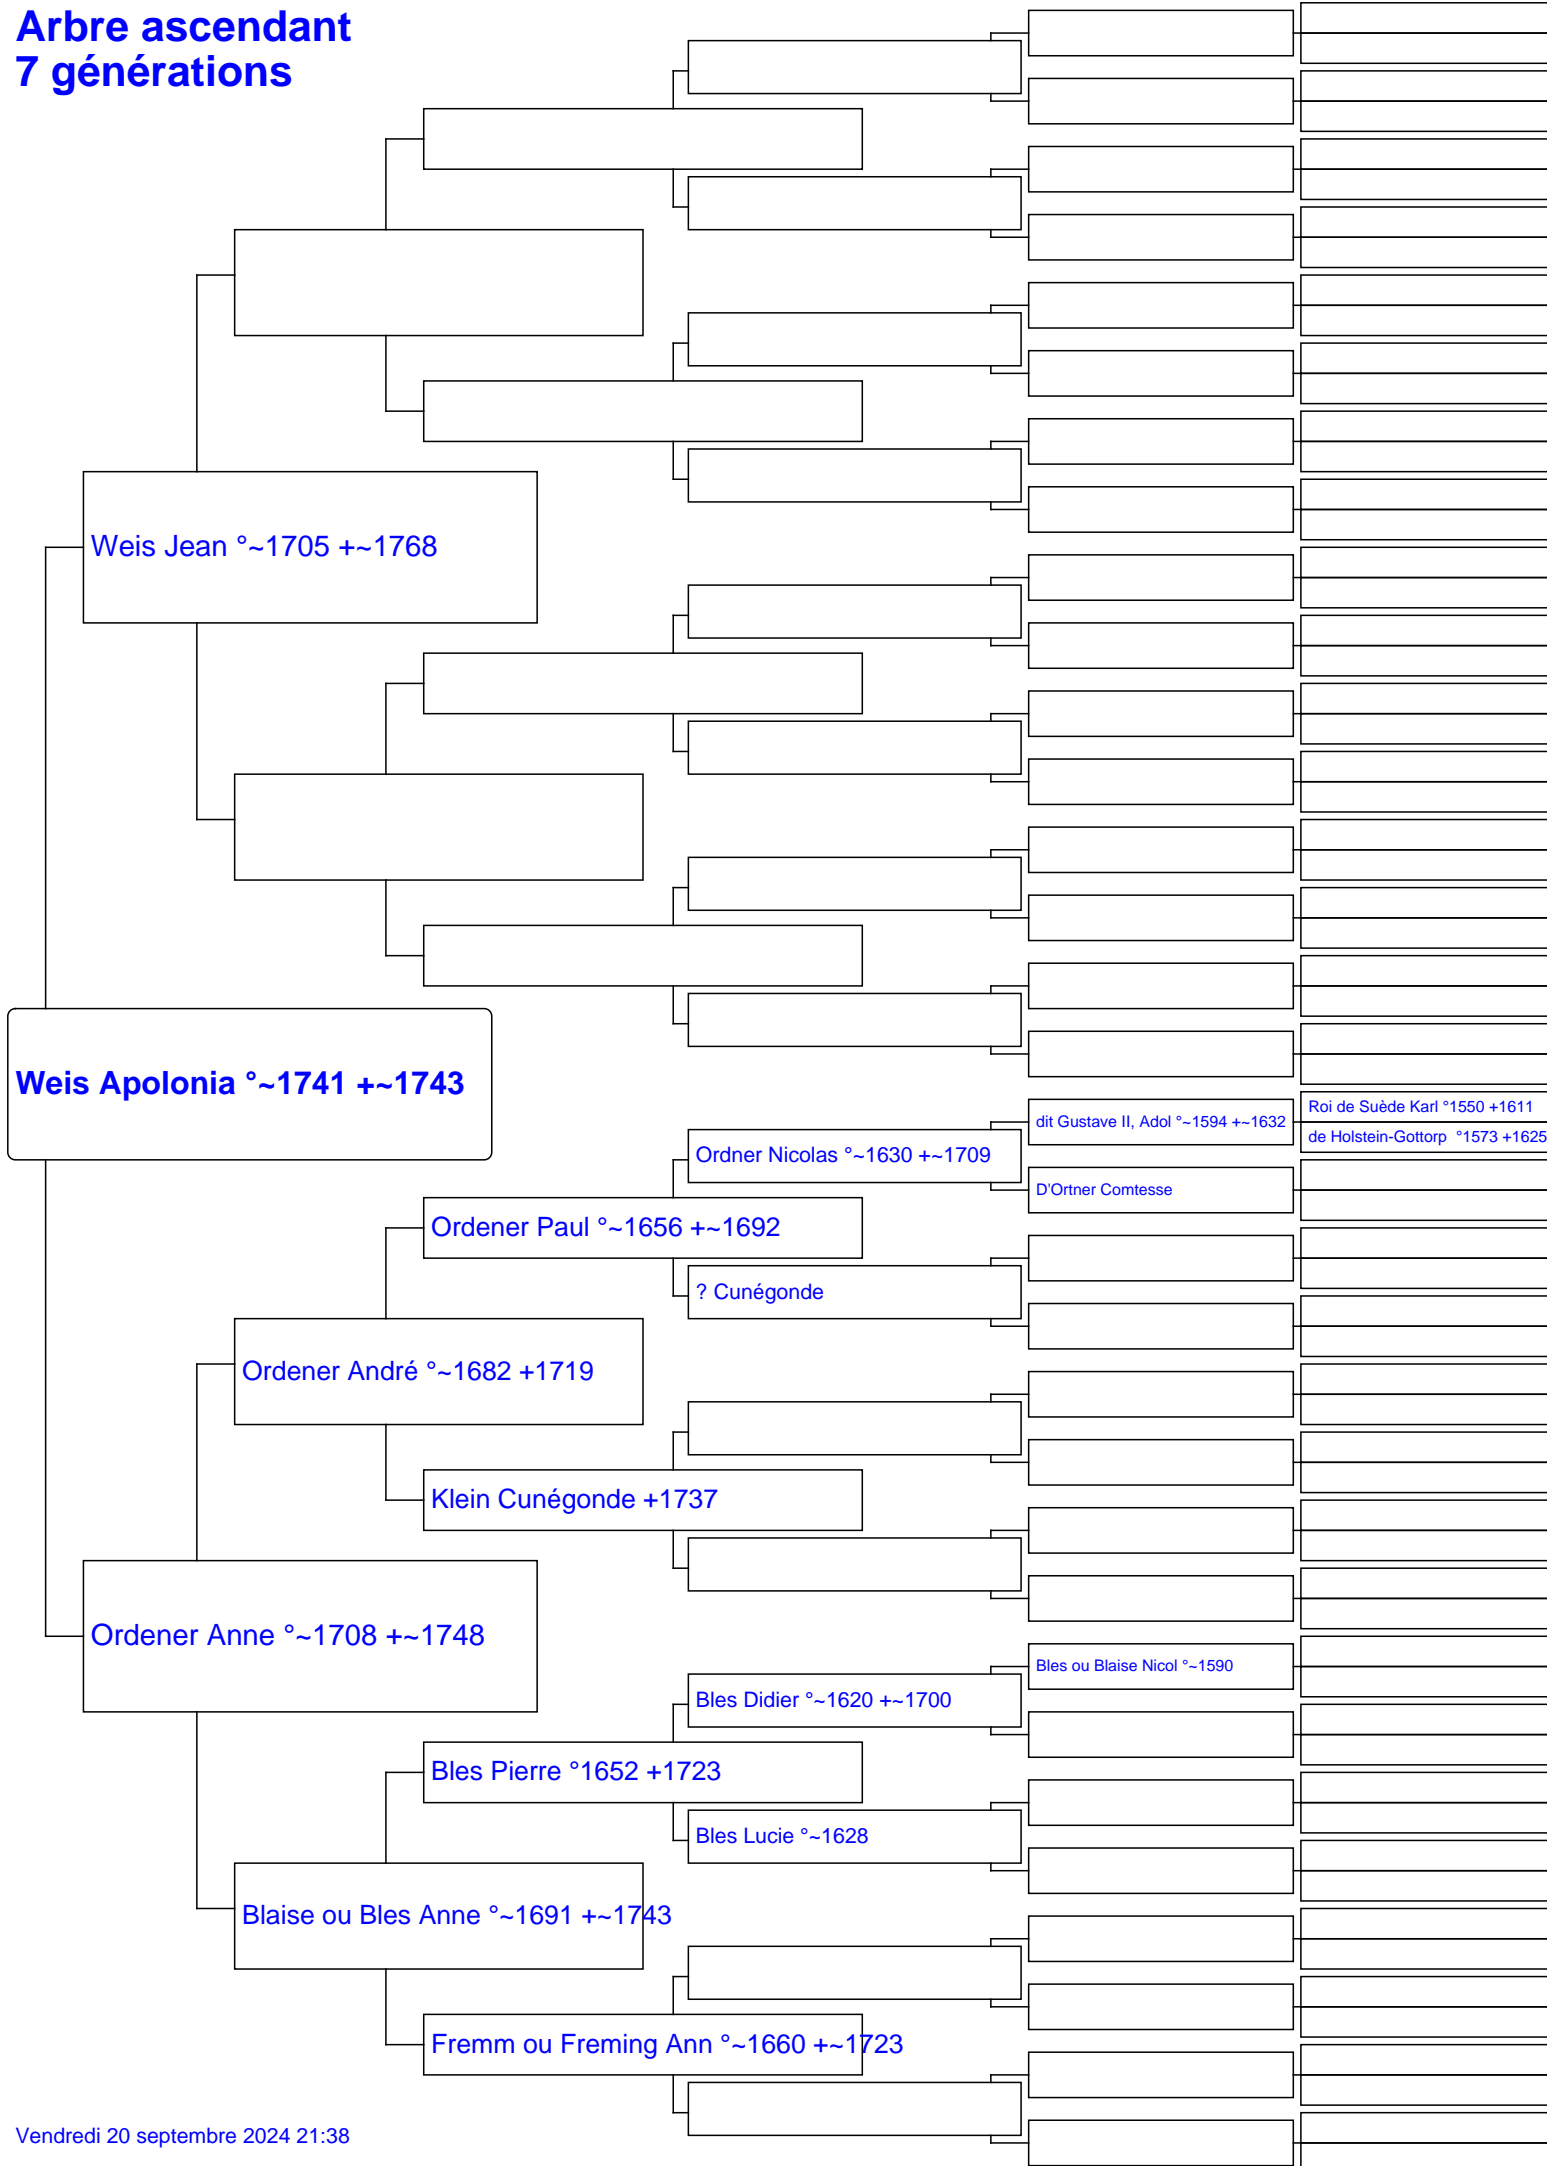 Arbre ascendant
7 générations
Weis Jean °~1705 +~1768
Weis Apolonia °~1741 +~1743
dit Gustave II, Adol °~1594 +~1632
Roi de Suède Karl °1550 +1611
de Holstein-Gottorp °1573 +1625
Ordner Nicolas °~1630 +~1709
D'Ortner Comtesse
Ordener Paul °~1656 +~1692
? Cunégonde
Ordener André °~1682 +1719
Klein Cunégonde +1737
Ordener Anne °~1708 +~1748
Bles ou Blaise Nicol °~1590
Bles Didier °~1620 +~1700
Bles Pierre °1652 +1723
Bles Lucie °~1628
Blaise ou Bles Anne °~1691 +~1743
Fremm ou Freming Ann °~1660 +~1723
Vendredi 20 septembre 2024 21:38